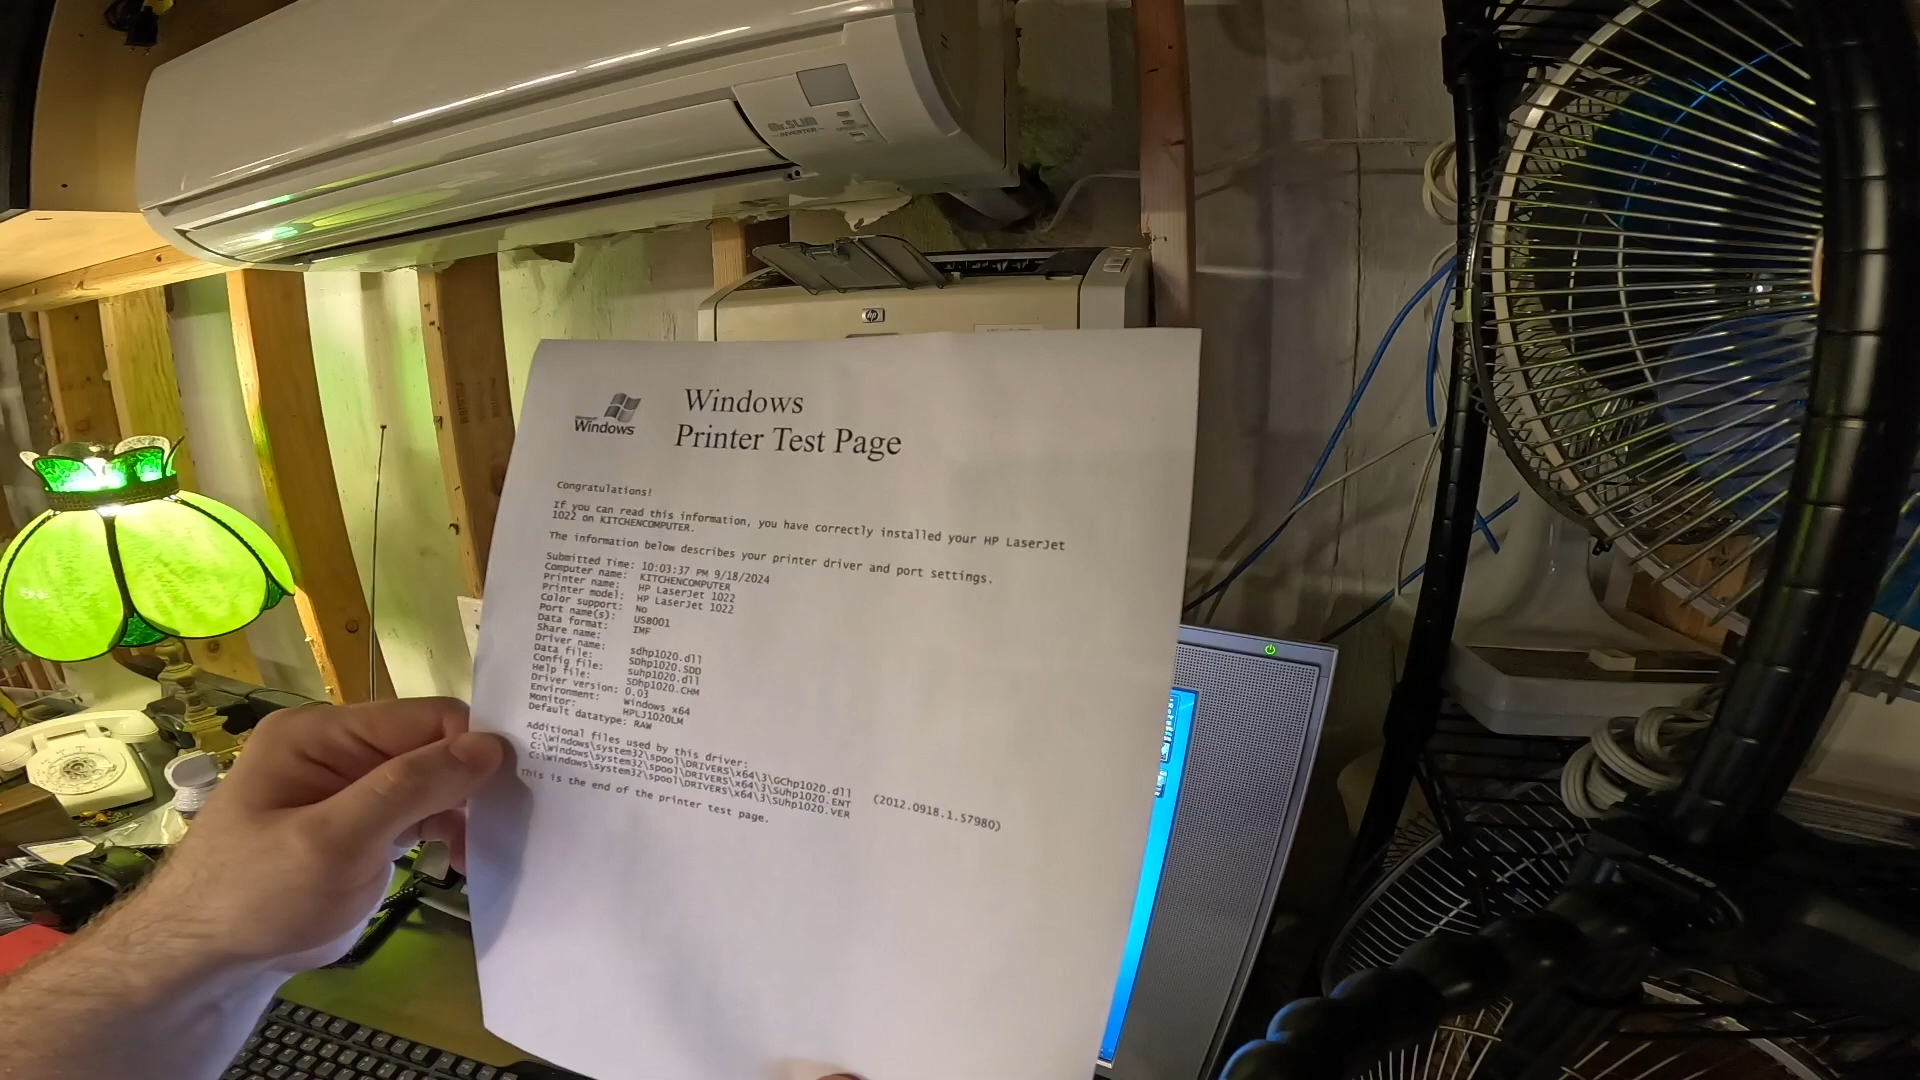 Mr.SLIM
INVERTER
hp
Microsoft
Windows
Windows
Printer Test Page
Congratulations!
If you can read this information, you have correctly installed your HP LaserJet
1022 on KITCHENCOMPUTER.
The information below describes your printer driver and port settings.
Submitted Time: 10:03:37 PM 9/18/2024
Computer name: KITCHENCOMPUTER
Printer name: HP LaserJet 1022
Printer model: HP LaserJet 1022
Color support: No
Port name(s): USB001
Data format: IMF
Share name:
Driver name: sdhp1020.dll
Data file: SDhp1020.SDD
Config file: suhp1020.dll
Help file: SDhp1020.CHM
Driver version: 0.03
Environment: Windows x64
Monitor: HPLJ1020LM
Default datatype: RAW
Additional files used by this driver:
C:\Windows\system32\spool\DRIVERS\x64\3\GChp1020.dll (2012.0918.1.57980)
C:\Windows\system32\spool\DRIVERS\x64\3\SUhp1020.ENT
C:\Windows\system32\spool\DRIVERS\x64\3\SUhp1020.VER
This is the end of the printer test page.